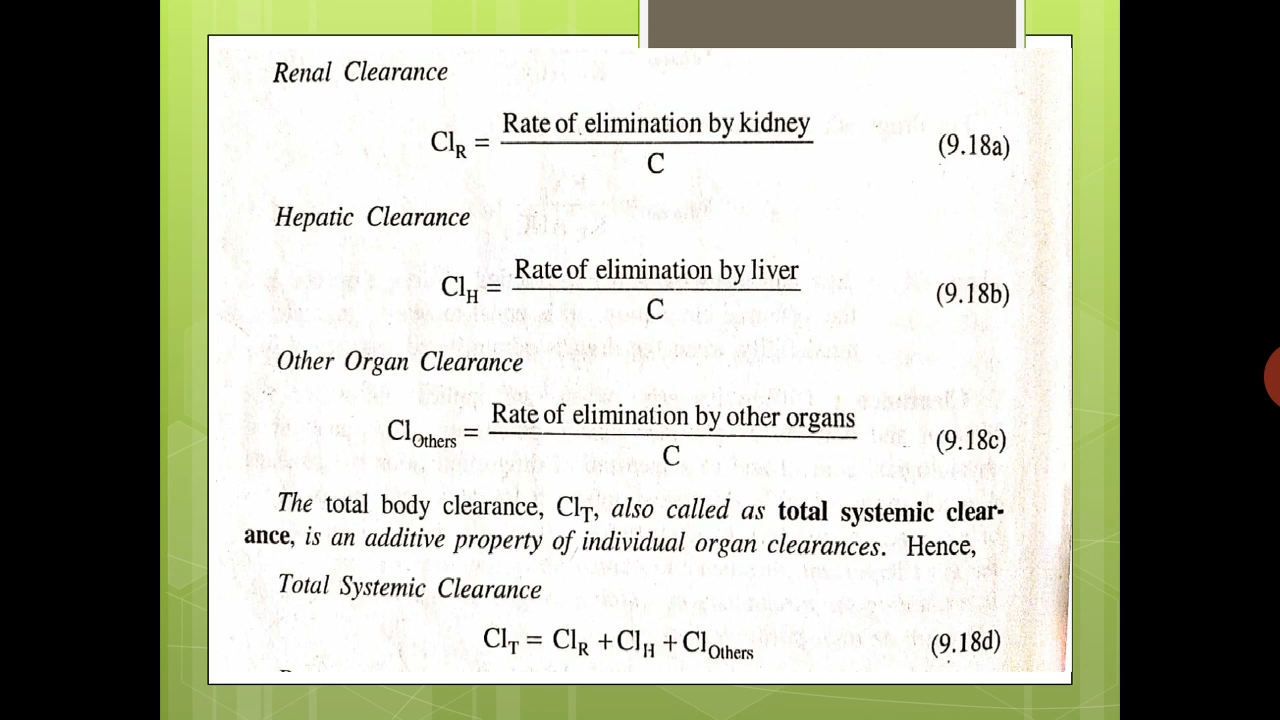 Renal Clearance
Cl_R = Rate of elimination by kidney / C (9.18a)
Hepatic Clearance
Cl_H = Rate of elimination by liver / C (9.18b)
Other Organ Clearance
Cl_Others = Rate of elimination by other organs / C (9.18c)
The total body clearance, Cl_T, also called as total systemic clear-
ance, is an additive property of individual organ clearances. Hence,
Total Systemic Clearance
Cl_T = Cl_R + Cl_H + Cl_Others (9.18d)